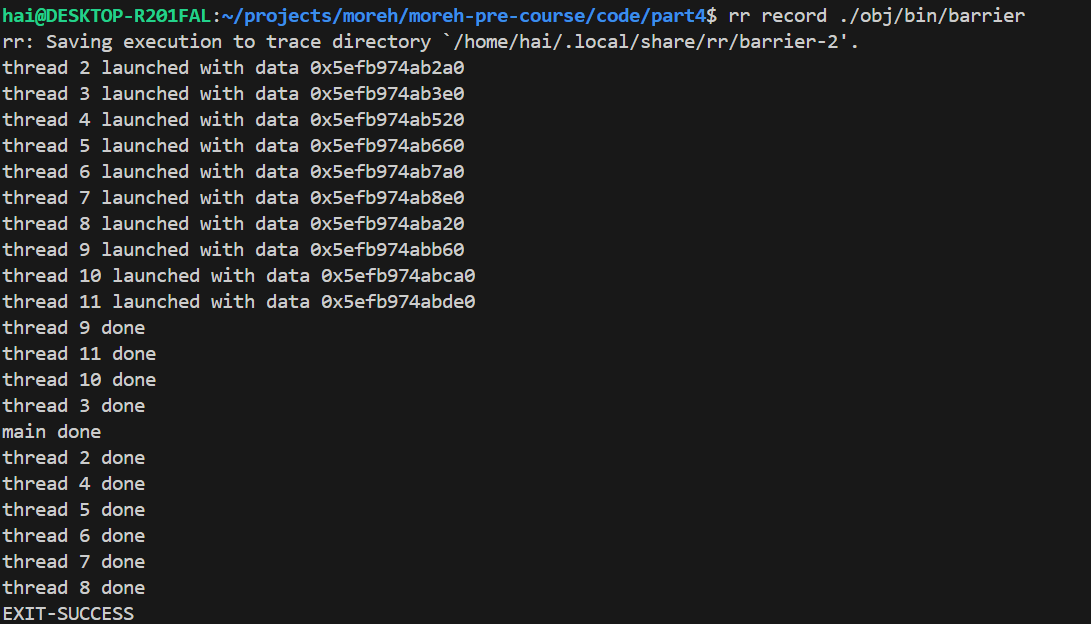 hai@DESKTOP-R201FAL:~/projects/moreh/moreh-pre-course/code/part4$ rr record ./obj/bin/barrier
rr: Saving execution to trace directory `/home/hai/.local/share/rr/barrier-2'.
thread 2 launched with data 0x5efb974ab2a0
thread 3 launched with data 0x5efb974ab3e0
thread 4 launched with data 0x5efb974ab520
thread 5 launched with data 0x5efb974ab660
thread 6 launched with data 0x5efb974ab7a0
thread 7 launched with data 0x5efb974ab8e0
thread 8 launched with data 0x5efb974aba20
thread 9 launched with data 0x5efb974abb60
thread 10 launched with data 0x5efb974abca0
thread 11 launched with data 0x5efb974abde0
thread 9 done
thread 11 done
thread 10 done
thread 3 done
main done
thread 2 done
thread 4 done
thread 5 done
thread 6 done
thread 7 done
thread 8 done
EXIT-SUCCESS